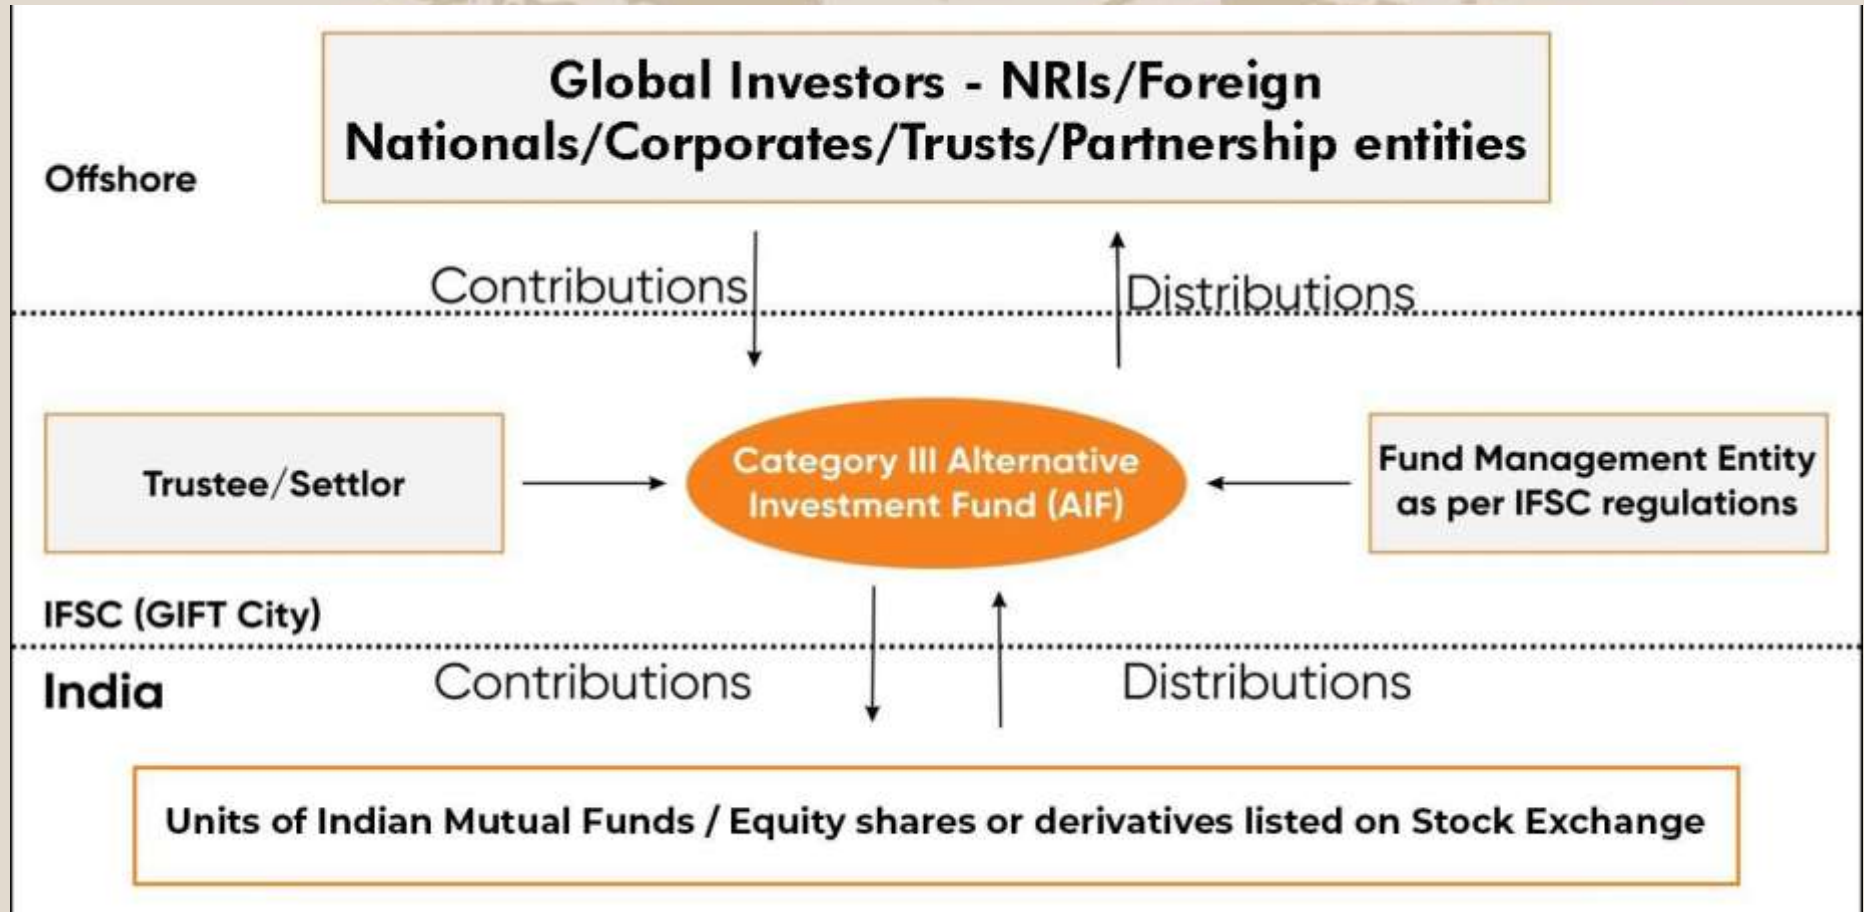 Global Investors - NRIs/Foreign
Nationals/Corporates/Trusts/Partnership entities
Offshore
Contributions
Distributions
Trustee/Settlor
Category III Alternative
Investment Fund (AIF)
Fund Management Entity
as per IFSC regulations
IFSC (GIFT City)
India
Contributions
Distributions
Units of Indian Mutual Funds / Equity shares or derivatives listed on Stock Exchange